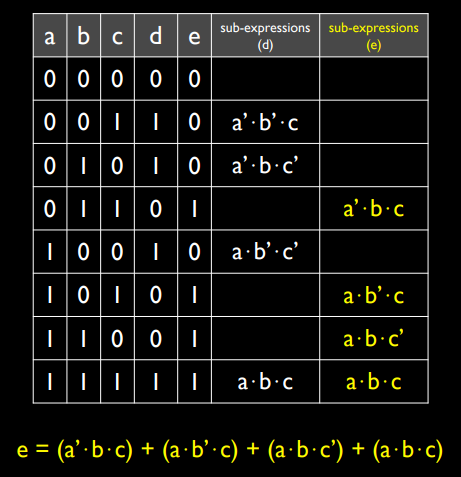 a b c d e sub-expressions (d) sub-expressions (e)
0 0 0 0 0
0 0 1 1 0 a'·b'·c
0 1 0 1 0 a'·b·c'
0 1 1 0 1 a'·b·c
1 0 0 1 0 a·b'·c'
1 0 1 0 1 a·b'·c
1 1 0 0 1 a·b·c'
1 1 1 1 1 a·b·c a·b·c
e = (a'·b·c) + (a·b'·c) + (a·b·c') + (a·b·c)